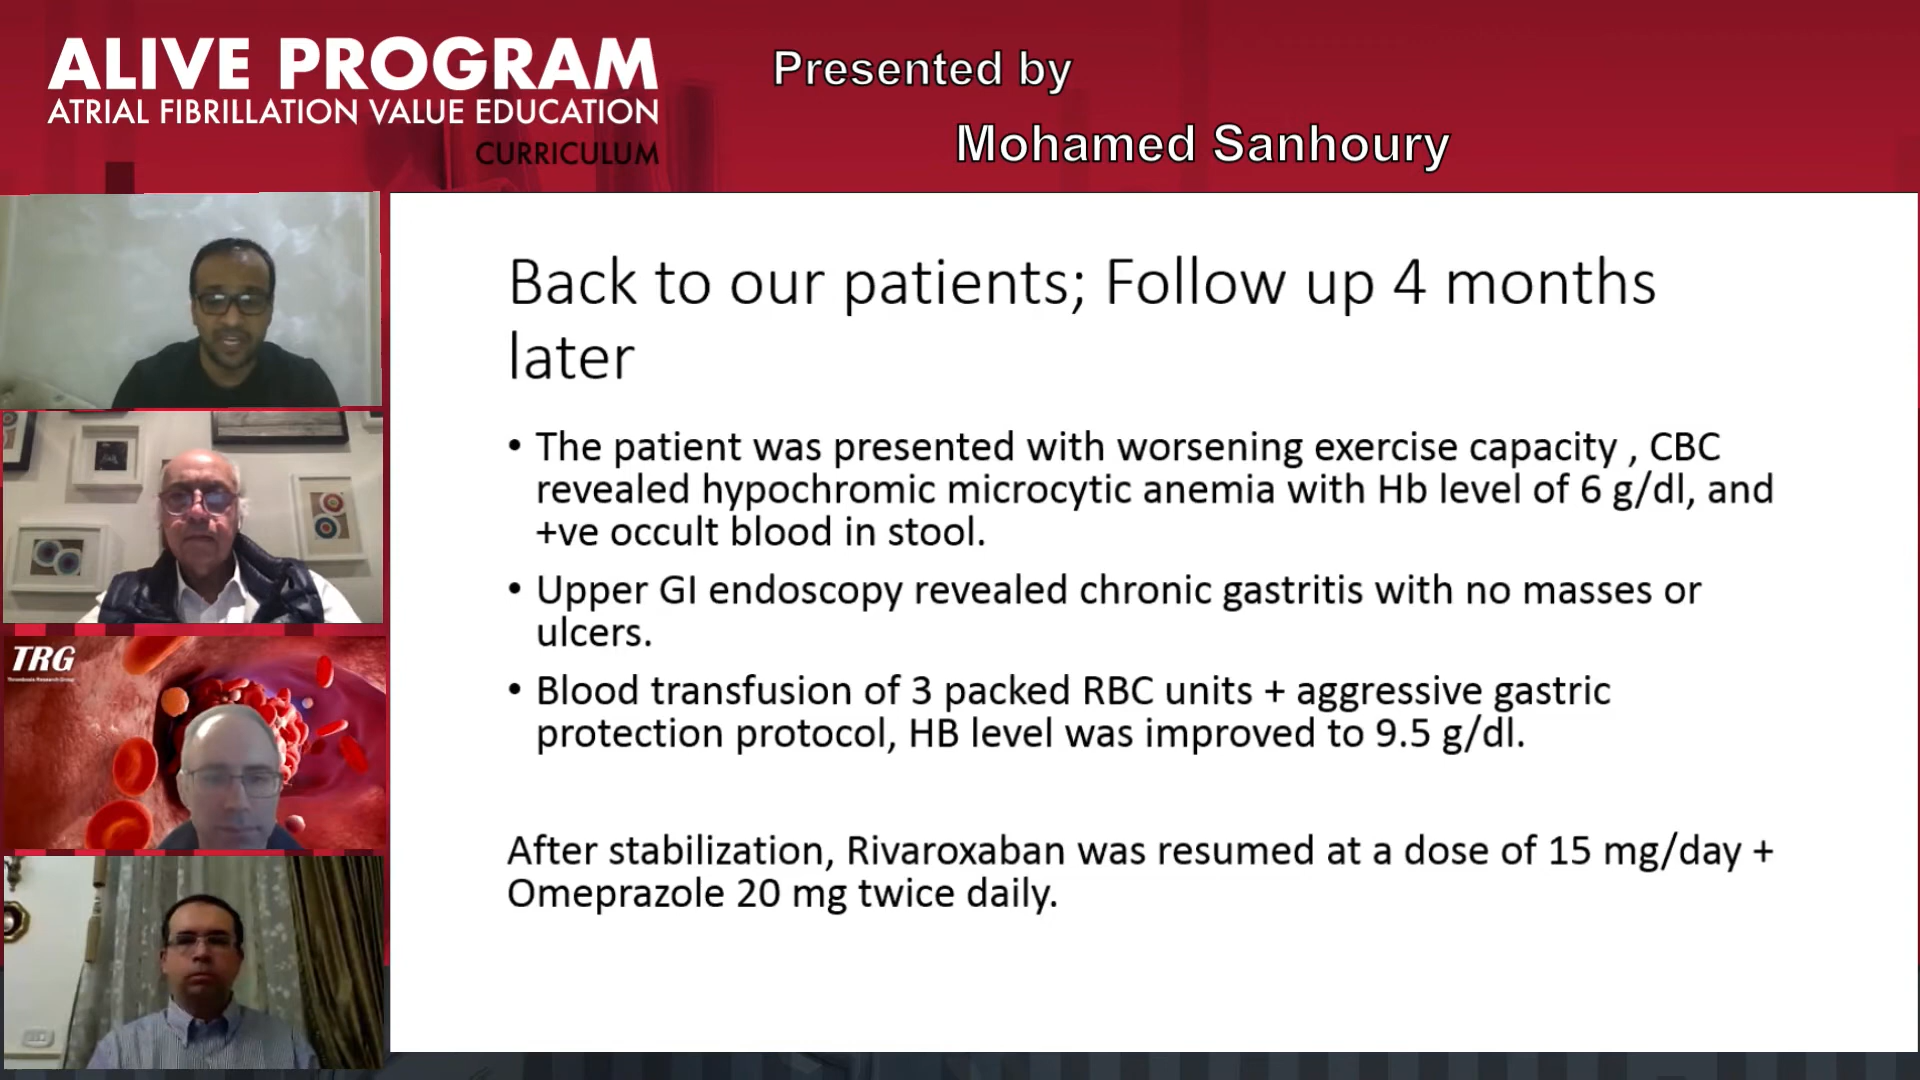 ALIVE PROGRAM
ATRIAL FIBRILLATION VALUE EDUCATION
CURRICULUM
Presented by
Mohamed Sanhoury
TRG
Thrombosis Research Group
Back to our patients; Follow up 4 months
later
• The patient was presented with worsening exercise capacity , CBC
revealed hypochromic microcytic anemia with Hb level of 6 g/dl, and
+ve occult blood in stool.
• Upper GI endoscopy revealed chronic gastritis with no masses or
ulcers.
• Blood transfusion of 3 packed RBC units + aggressive gastric
protection protocol, HB level was improved to 9.5 g/dl.
After stabilization, Rivaroxaban was resumed at a dose of 15 mg/day +
Omeprazole 20 mg twice daily.